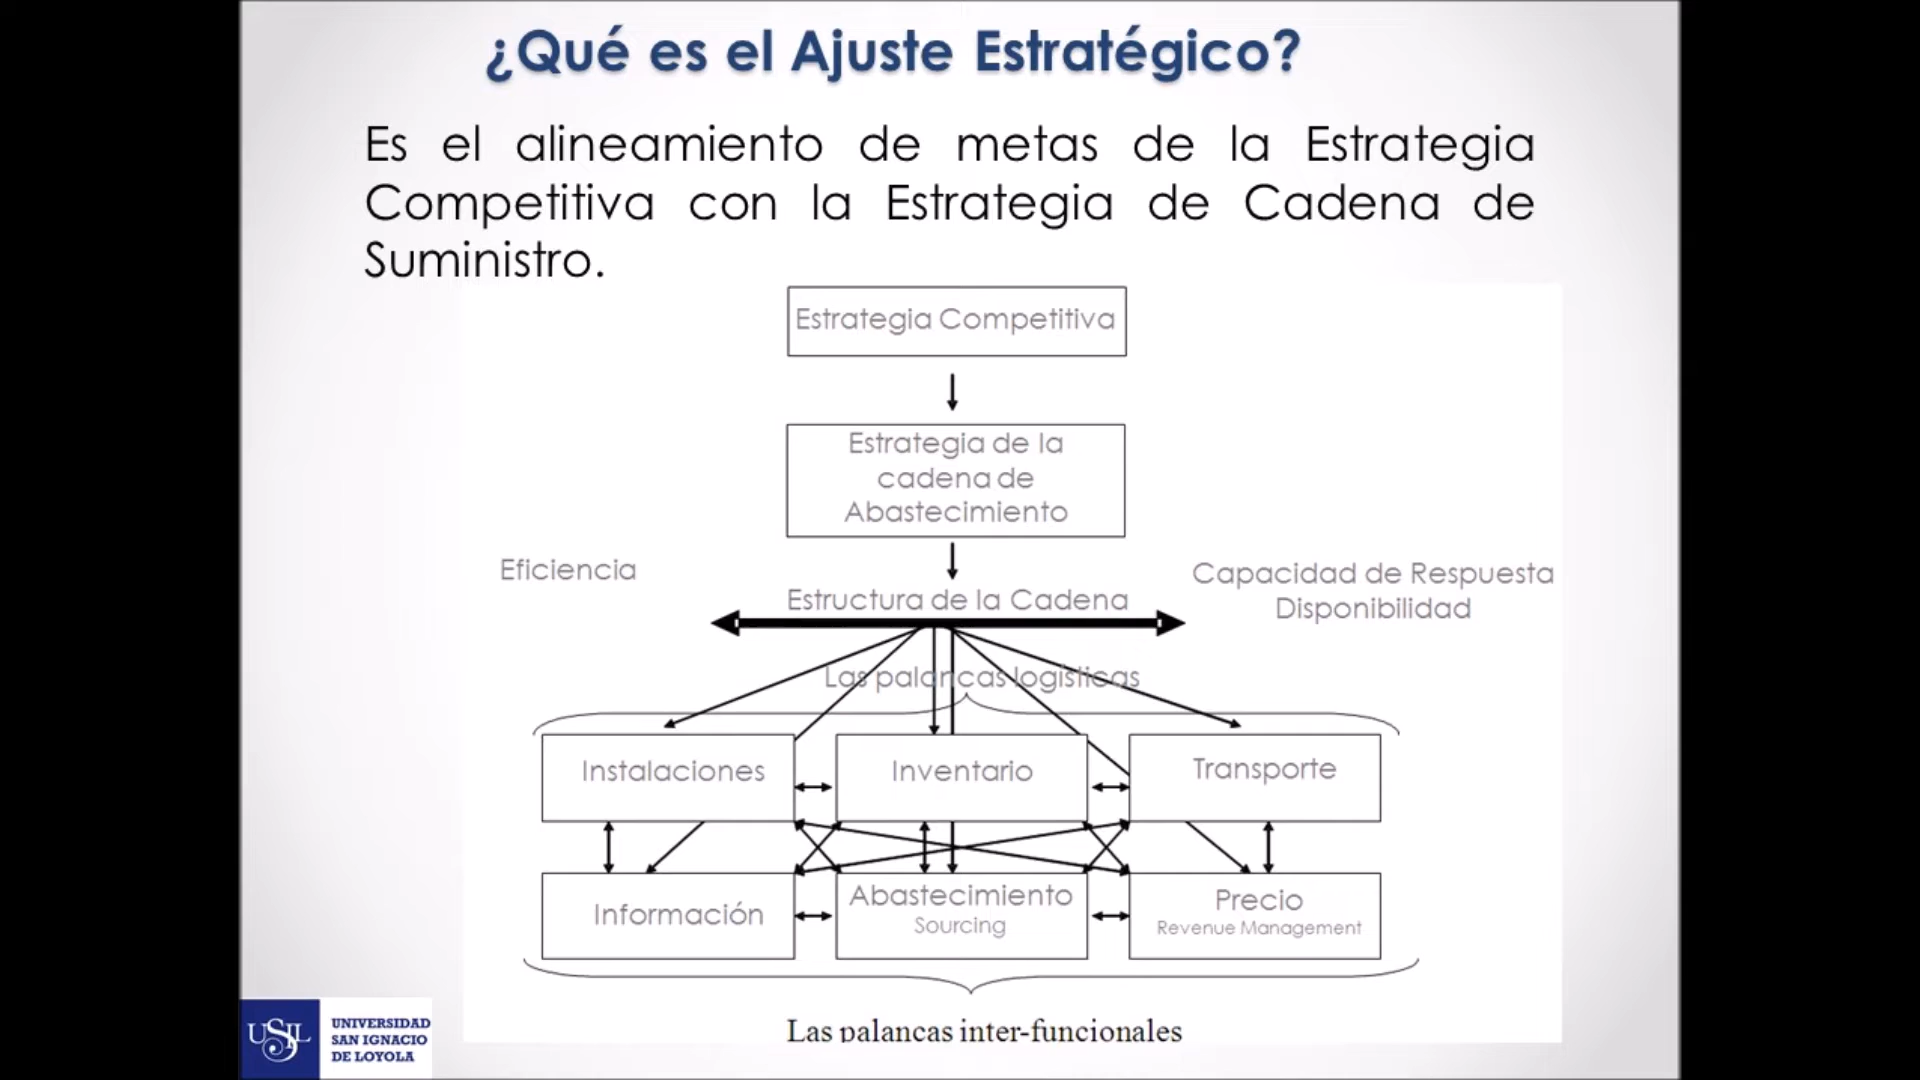 ¿Qué es el Ajuste Estratégico?
Es el alineamiento de metas de la Estrategia
Competitiva con la Estrategia de Cadena de
Suministro.
Estrategia Competitiva
Estrategia de la
cadena de
Abastecimiento
Eficiencia
Capacidad de Respuesta
Disponibilidad
Estructura de la Cadena
Las palancas logísticas
Instalaciones
Inventario
Transporte
Información
Abastecimiento
Sourcing
Precio
Revenue Management
Las palancas inter-funcionales
USIL
UNIVERSIDAD
SAN IGNACIO
DE LOYOLA